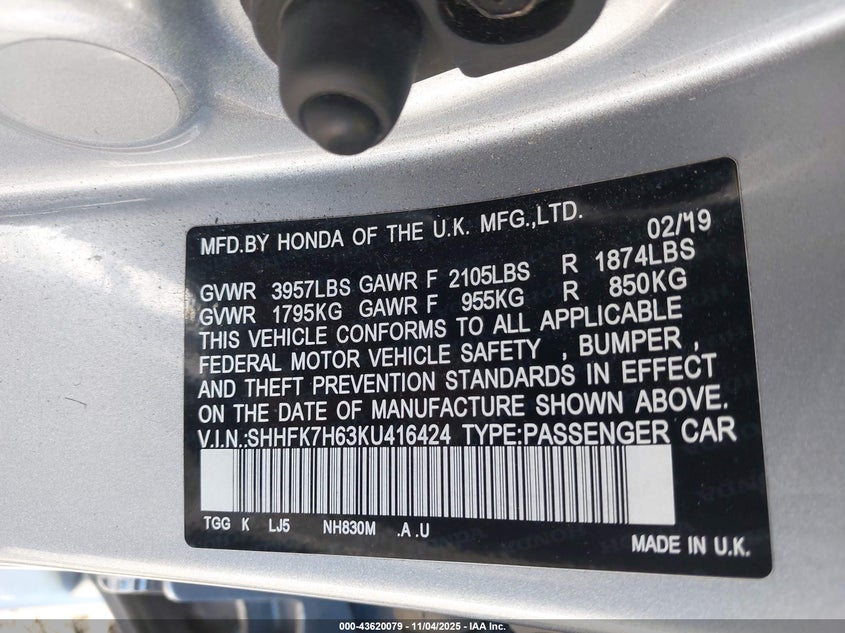 MFD.BY HONDA OF THE U.K. MFG.,LTD. 02/'19
GVWR 3957LBS GAWR F 2105LBS R 1874LBS
GVWR 1795KG GAWR F 955KG R 850KG
THIS VEHICLE CONFORMS TO ALL APPLICABLE
FEDERAL MOTOR VEHICLE SAFETY , BUMPER ,
AND THEFT PREVENTION STANDARDS IN EFFECT
ON THE DATE OF MANUFACTURE SHOWN ABOVE.
V.I.N.:SHHFK7H63KU416424 TYPE:PASSENGER CAR
TGG K LJ5 NH830M .A .U
MADE IN U.K.
000-43620079 - 11/04/2025 - IAA Inc.